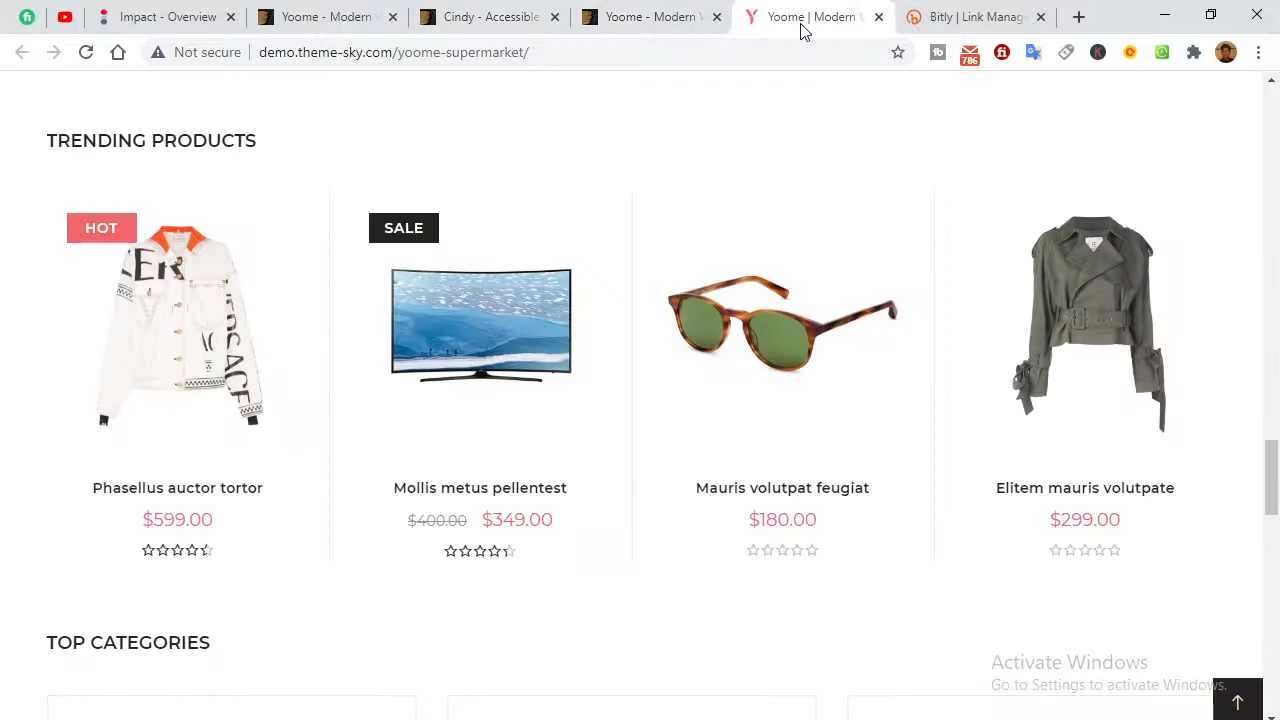 Impact _ Overview
Yoome - Modern V
Cindy - Accessible
Yoome - Modern V
Yoome | Modern V
Bitly | Link Manage
Not secure
demo.theme-sky.com/yoome-supermarket/
786
TRENDING PRODUCTS
HOT
SALE
Phasellus auctor tortor
Mollis metus pellentest
Mauris volutpat feugiat
Elitem mauris volutpate
$599.00
$400.00 $349.00
$180.00
$299.00
TOP CATEGORIES
Activate Windows
Go to Settings to activate Windows.